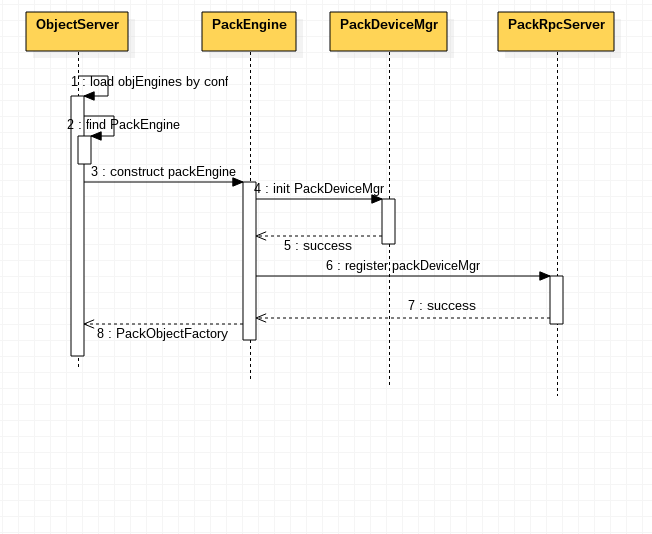 ObjectServer
PackEngine
PackDeviceMgr
PackRpcServer
1 : load objEngines by conf
2 : find PackEngine
3 : construct packEngine
4 : init PackDeviceMgr
5 : success
6 : register packDeviceMgr
7 : success
8 : PackObjectFactory